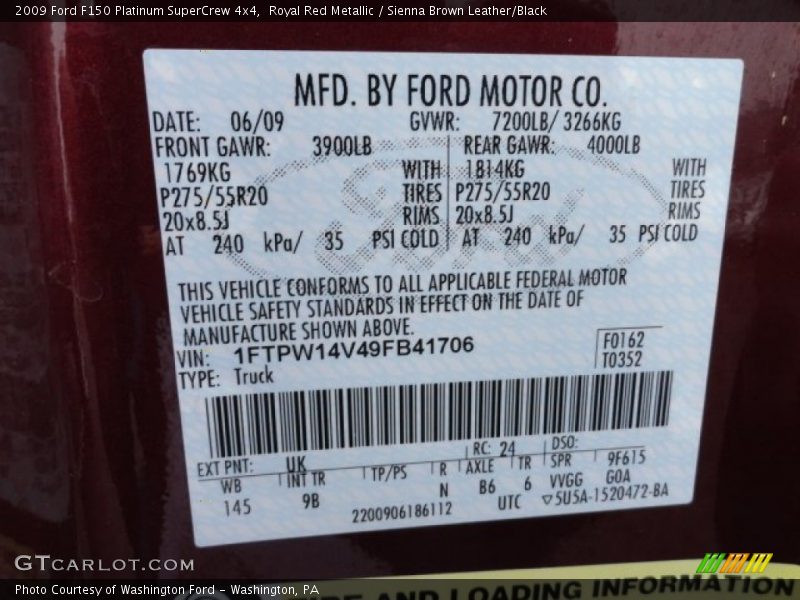 2009 Ford F150 Platinum SuperCrew 4x4, Royal Red Metallic / Sienna Brown Leather/Black
MFD. BY FORD MOTOR CO.
DATE: 06/09 GVWR: 7200LB/ 3266KG
FRONT GAWR: 3900LB REAR GAWR: 4000LB
1769KG WITH 1814KG WITH
P275/55R20 TIRES P275/55R20 TIRES
20x8.5J RIMS 20x8.5J RIMS
AT 240 kPa/ 35 PSI COLD AT 240 kPa/ 35 PSI COLD
Ford
THIS VEHICLE CONFORMS TO ALL APPLICABLE FEDERAL MOTOR
VEHICLE SAFETY STANDARDS IN EFFECT ON THE DATE OF
MANUFACTURE SHOWN ABOVE.
VIN: 1FTPW14V49FB41706 F0162
TYPE: Truck T0352
EXT PNT: UK RC: 24 DSO:
WB INT TR TP/PS R AXLE TR SPR 9F615
145 9B N B6 6 VVGG GOA
2200906186112 UTC ▽5U5A-1520472-BA
GTCARLOT.COM
Photo Courtesy of Washington Ford - Washington, PA
AND LOADING INFORMATION